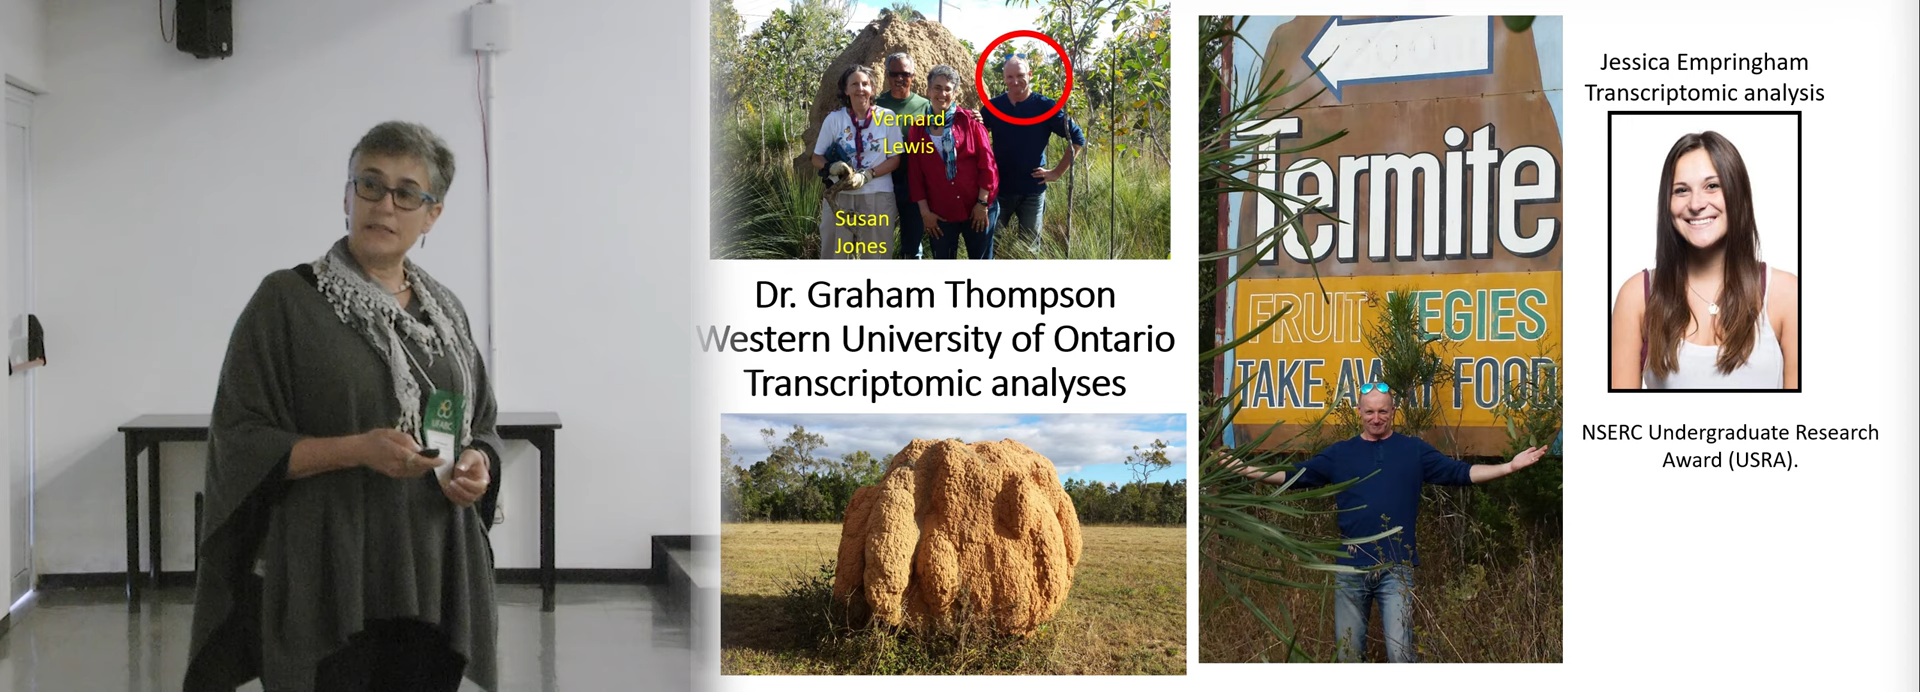 Vernard
Lewis
Susan
Jones
Dr. Graham Thompson
Western University of Ontario
Transcriptomic analyses
Termite
FRUIT VEGIES
TAKE AWAY FOOD
Jessica Empringham
Transcriptomic analysis
NSERC Undergraduate Research
Award (USRA).
UFABC